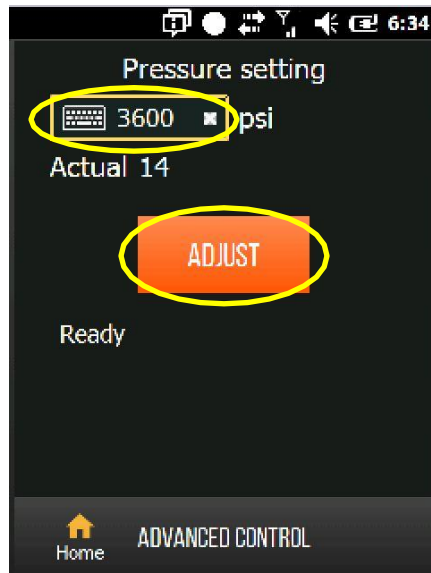 6:34
Pressure setting
3600 psi
Actual 14
ADJUST
Ready
Home ADVANCED CONTROL